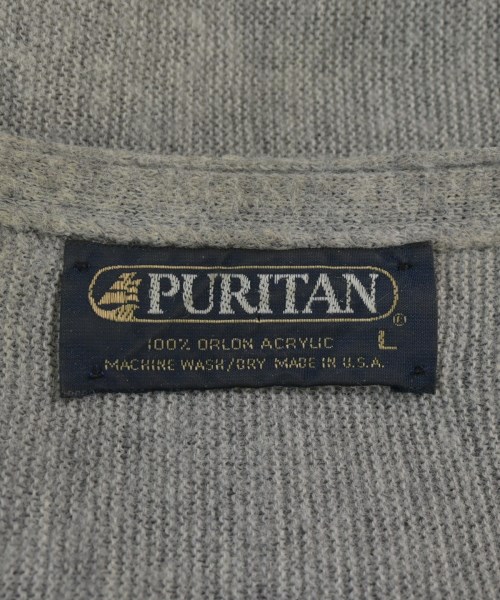 PURITAN
®
100% ORLON ACRYLIC L
MACHINE WASH/DRY MADE IN U.S.A.